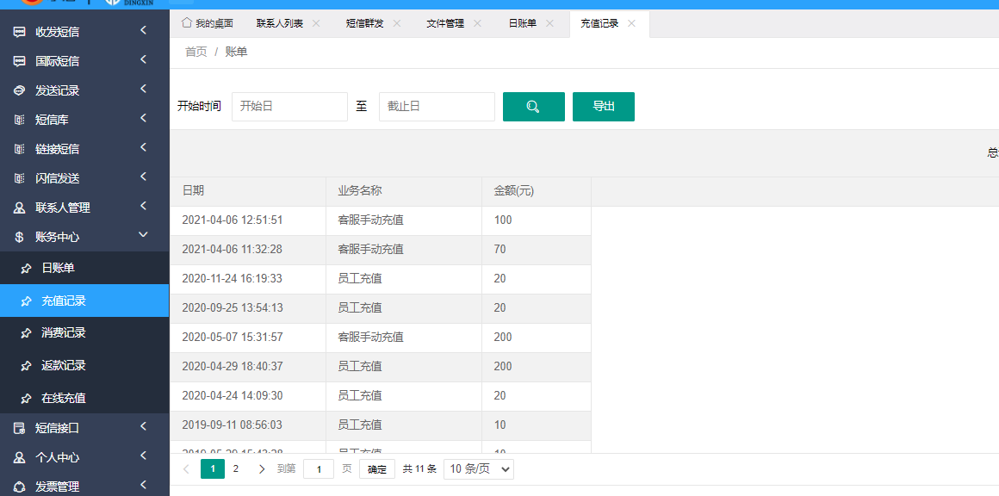 DINGXIN
收发短信
国际短信
发送记录
短信库
链接短信
闪信发送
联系人管理
账务中心
日账单
充值记录
消费记录
返款记录
在线充值
短信接口
个人中心
发票管理
我的桌面 联系人列表 短信群发 文件管理 日账单 充值记录
首页 / 账单
开始时间 开始日 至 截止日 导出
总
日期 业务名称 金额(元)
2021-04-06 12:51:51 客服手动充值 100
2021-04-06 11:32:28 客服手动充值 70
2020-11-24 16:19:33 员工充值 20
2020-09-25 13:54:13 员工充值 20
2020-05-07 15:31:57 客服手动充值 200
2020-04-29 18:40:37 员工充值 200
2020-04-24 14:09:30 员工充值 20
2019-09-11 08:56:03 员工充值 10
1 2 到第 1 页 确定 共 11 条 10 条/页